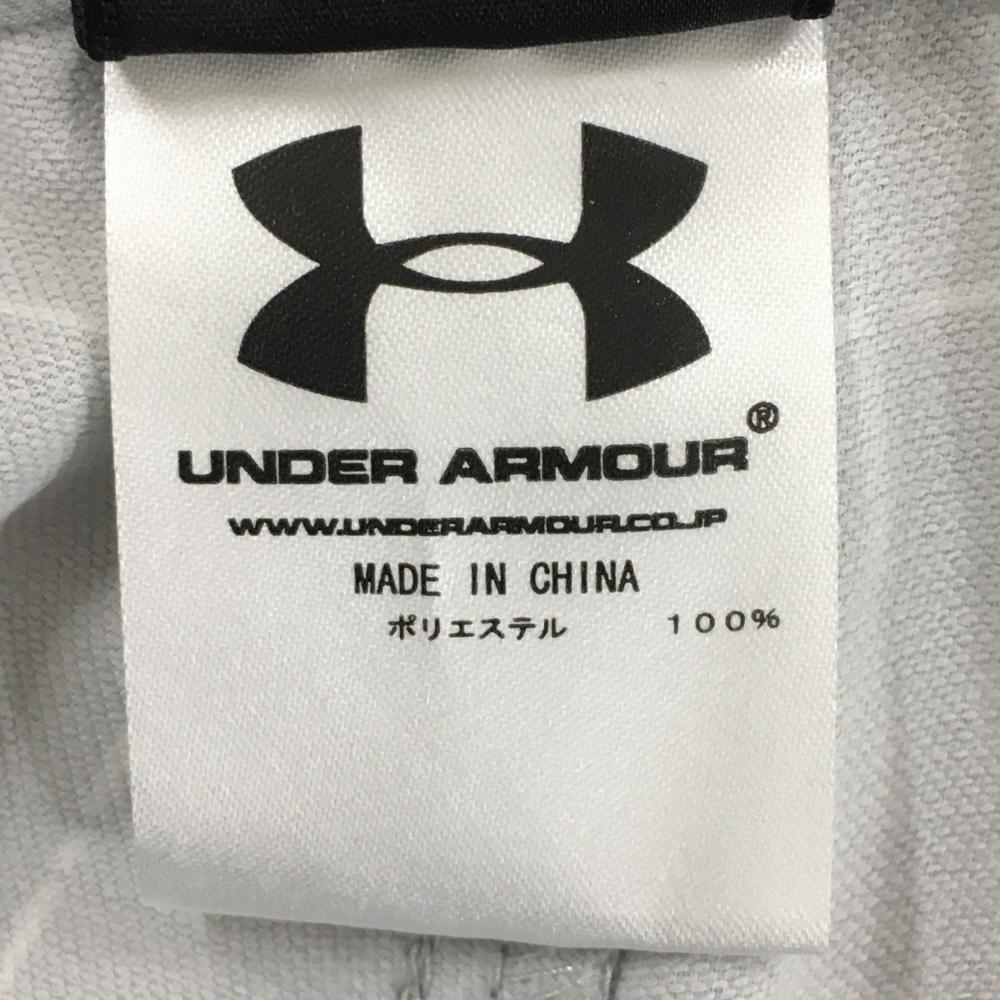 UNDER ARMOUR®
WWW.UNDERARMOUR.CO.JP
MADE IN CHINA
ポリエステル １００%